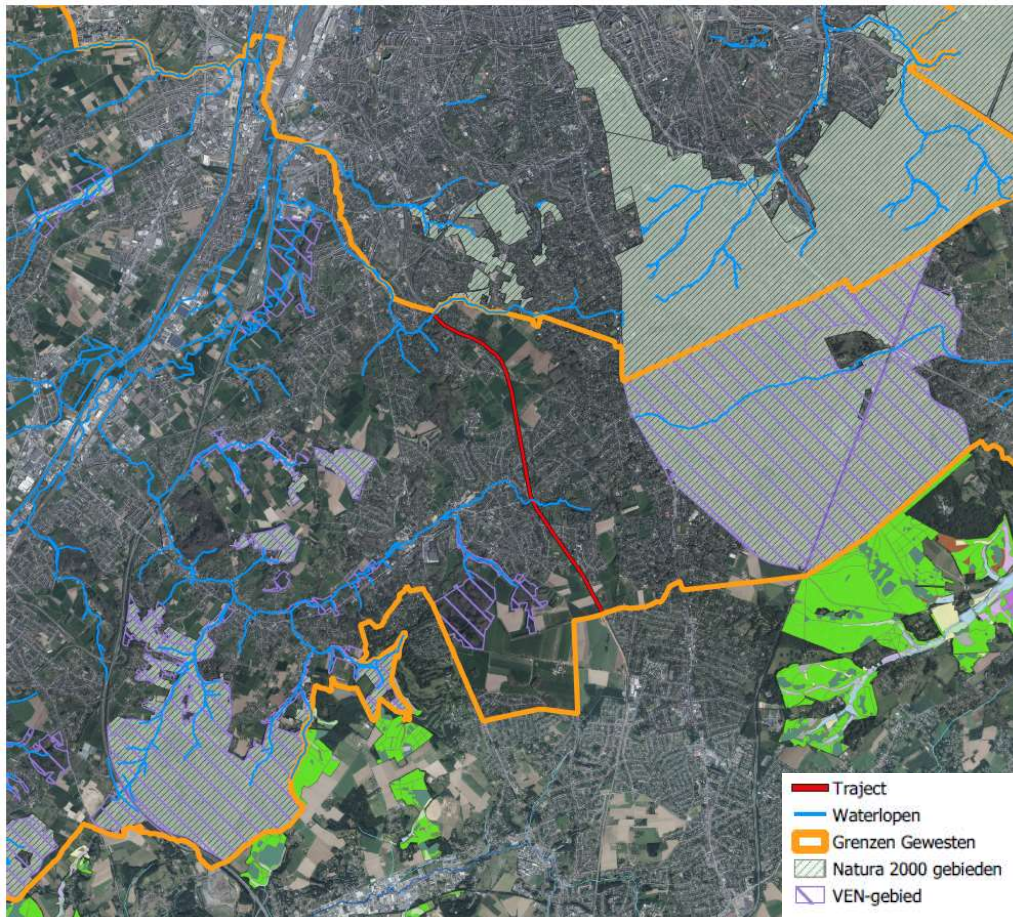 Traject
Waterlopen
Grenzen Gewesten
Natura 2000 gebieden
VEN-gebied